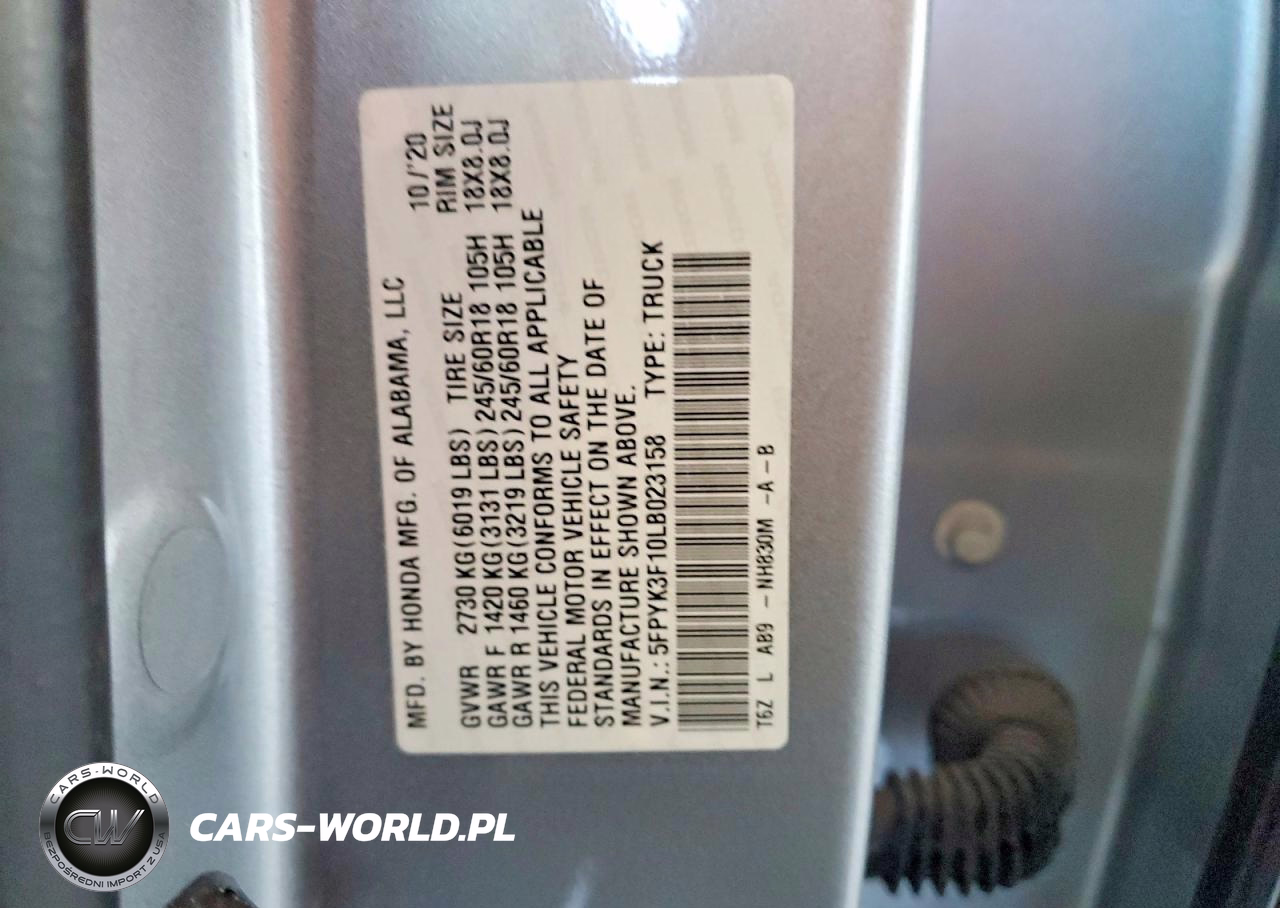 MFD. BY HONDA MFG. OF ALABAMA, LLC 10/'20
GVWR 2730 KG(6019 LBS) TIRE SIZE RIM SIZE
GAWR F 1420 KG(3131 LBS)245/60R18 105H 18X8.0J
GAWR R 1460 KG(3219 LBS)245/60R18 105H 18X8.0J
THIS VEHICLE CONFORMS TO ALL APPLICABLE
FEDERAL MOTOR VEHICLE SAFETY
STANDARDS IN EFFECT ON THE DATE OF
MANUFACTURE SHOWN ABOVE.
V.I.N.: 5FPYK3F10LB023158 TYPE: TRUCK
T6Z L AB9 -NH830M -A-B
CARS-WORLD
CW
BEZPOŚREDNI IMPORT Z USA
CARS-WORLD.PL